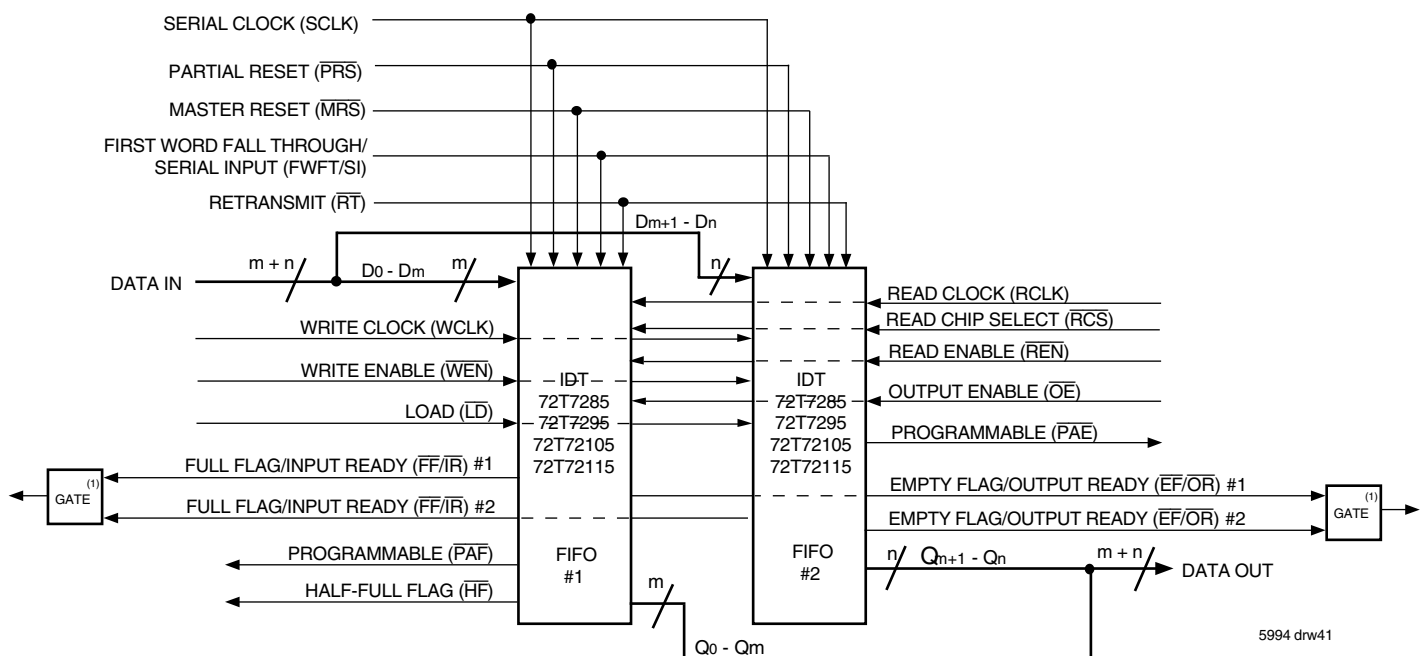 SERIAL CLOCK (SCLK)
PARTIAL RESET (PRS)
MASTER RESET (MRS)
FIRST WORD FALL THROUGH/
SERIAL INPUT (FWFT/SI)
RETRANSMIT (RT)
Dm+1 - Dn
m + n
D0 - Dm
m
n
DATA IN
READ CLOCK (RCLK)
READ CHIP SELECT (RCS)
WRITE CLOCK (WCLK)
READ ENABLE (REN)
WRITE ENABLE (WEN)
IDT
72T7285
72T7295
72T72105
72T72115
IDT
72T7285
72T7295
72T72105
72T72115
OUTPUT ENABLE (OE)
LOAD (LD)
PROGRAMMABLE (PAE)
FULL FLAG/INPUT READY (FF/IR) #1
GATE (1)
FULL FLAG/INPUT READY (FF/IR) #2
EMPTY FLAG/OUTPUT READY (EF/OR) #1
GATE (1)
EMPTY FLAG/OUTPUT READY (EF/OR) #2
PROGRAMMABLE (PAF)
FIFO
#1
FIFO
#2
n
Qm+1 - Qn
m + n
DATA OUT
HALF-FULL FLAG (HF)
m
Q0 - Qm
5994 drw41